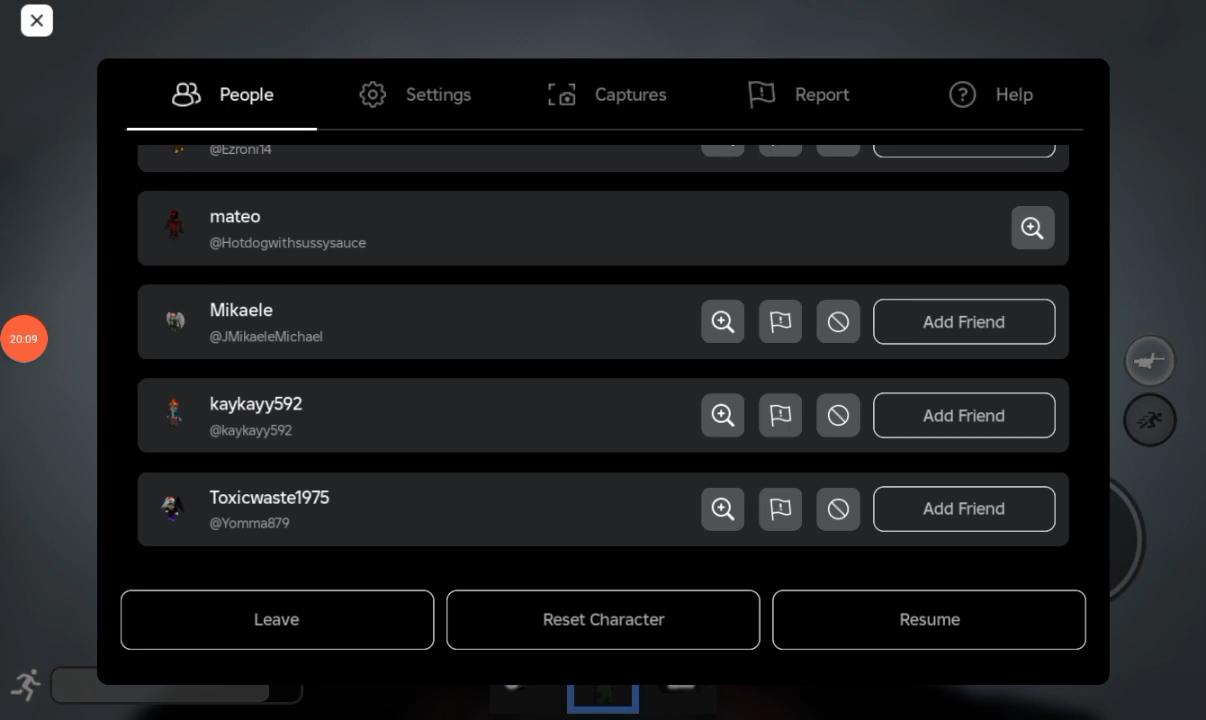 People
Settings
Captures
Report
Help
@Ezroni14
mateo
@Hotdogwithsussysauce
20:09
Mikaele
@JMikaeleMichael
Add Friend
kaykayy592
@kaykayy592
Add Friend
Toxicwaste1975
@Yomma879
Add Friend
Leave
Reset Character
Resume